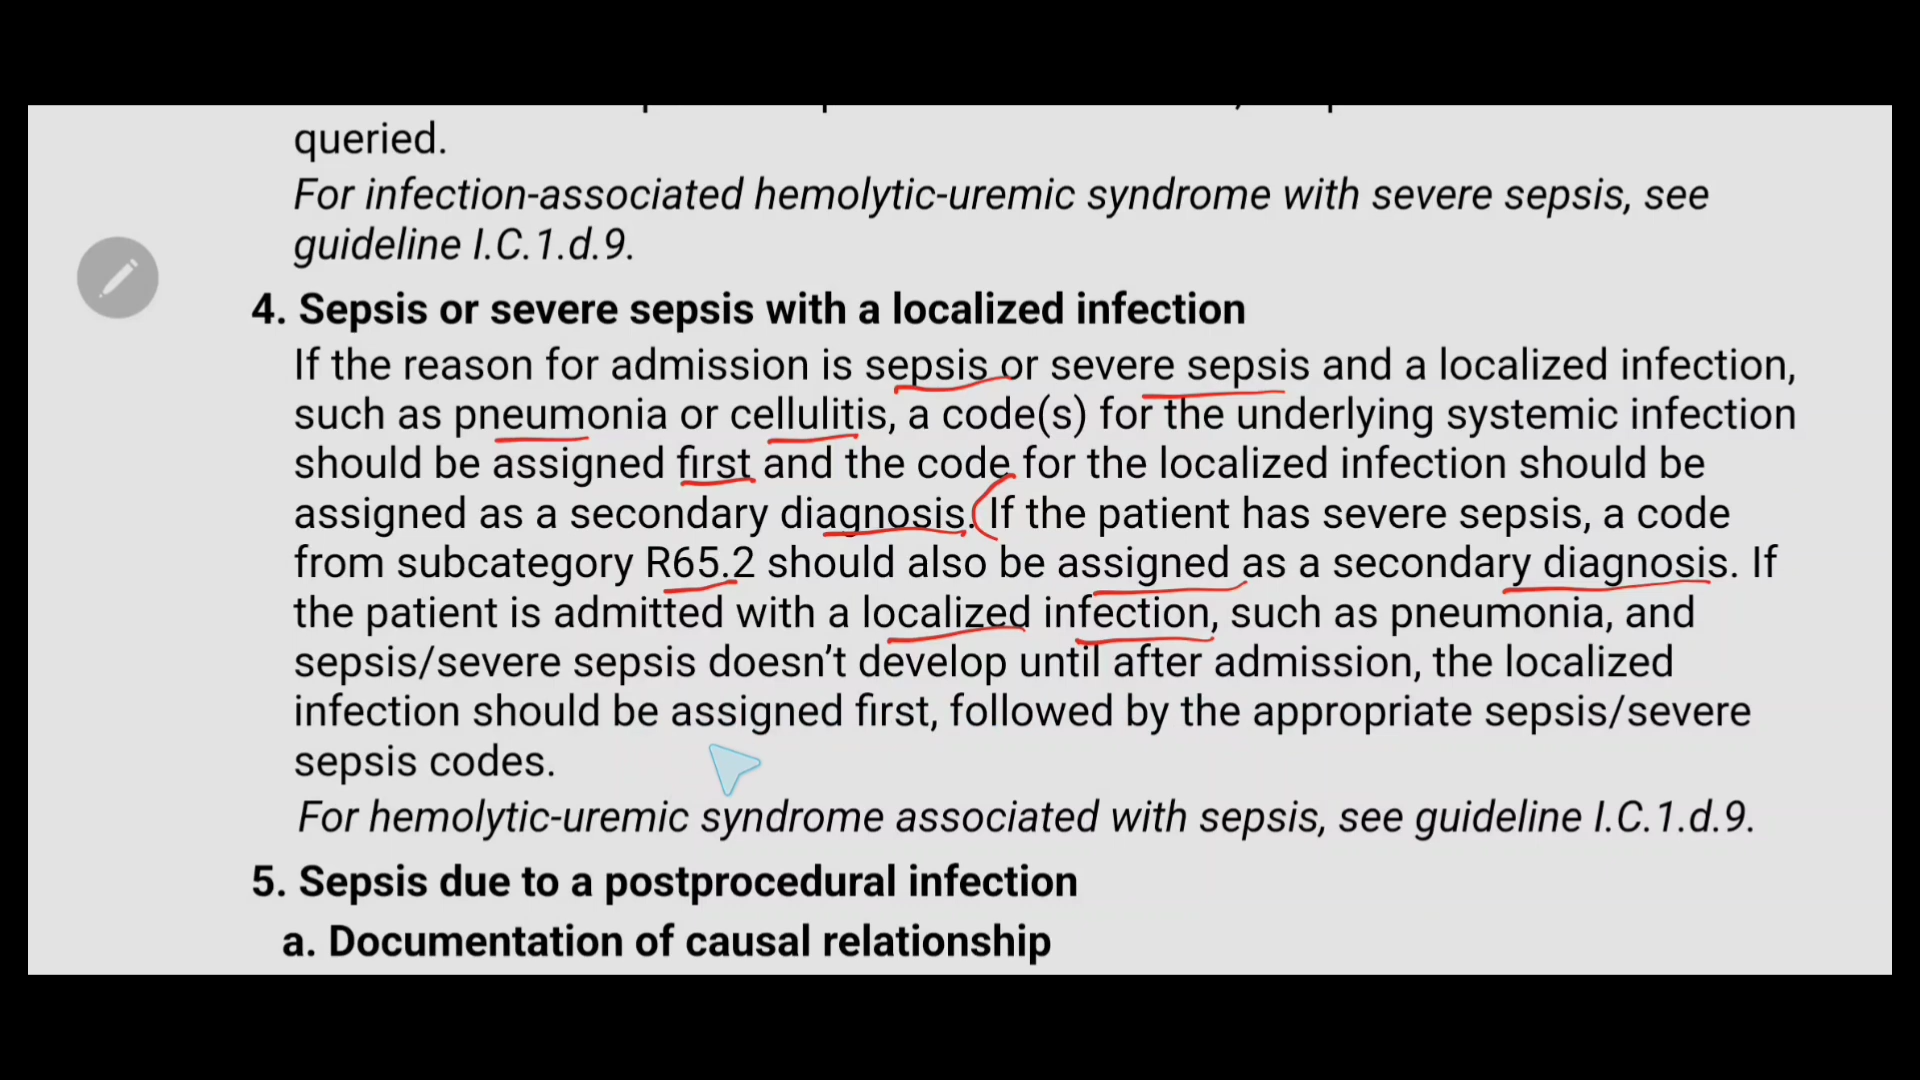 queried.
For infection-associated hemolytic-uremic syndrome with severe sepsis, see
guideline I.C.1.d.9.
4. Sepsis or severe sepsis with a localized infection
If the reason for admission is sepsis or severe sepsis and a localized infection,
such as pneumonia or cellulitis, a code(s) for the underlying systemic infection
should be assigned first and the code for the localized infection should be
assigned as a secondary diagnosis. If the patient has severe sepsis, a code
from subcategory R65.2 should also be assigned as a secondary diagnosis. If
the patient is admitted with a localized infection, such as pneumonia, and
sepsis/severe sepsis doesn’t develop until after admission, the localized
infection should be assigned first, followed by the appropriate sepsis/severe
sepsis codes.
For hemolytic-uremic syndrome associated with sepsis, see guideline I.C.1.d.9.
5. Sepsis due to a postprocedural infection
a. Documentation of causal relationship